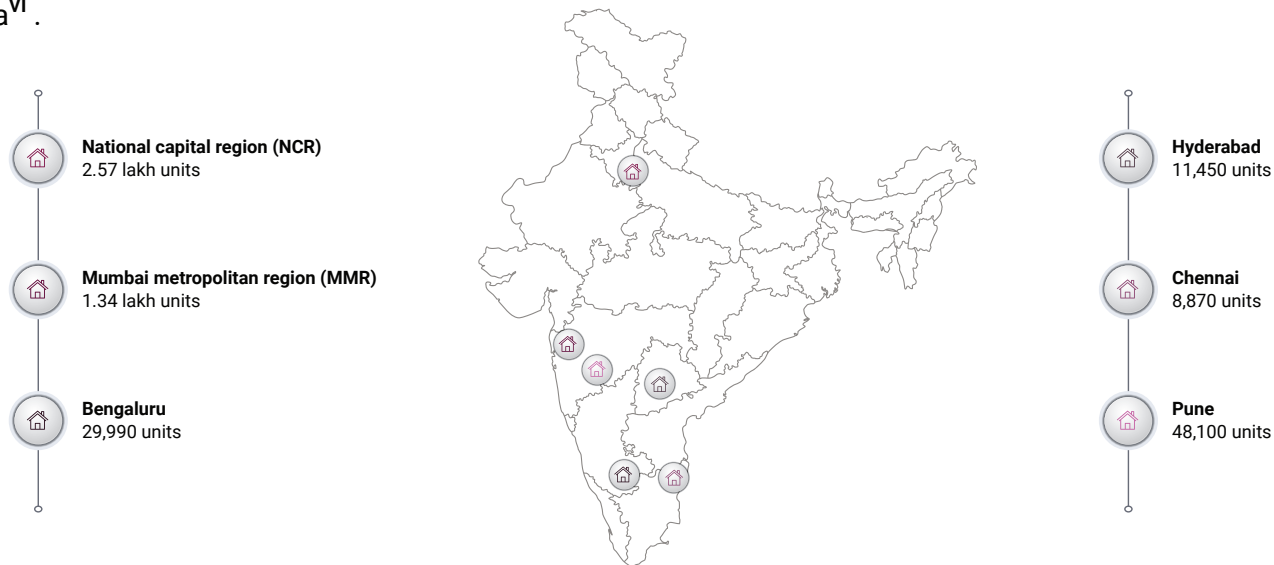 a^vi .
National capital region (NCR)
2.57 lakh units
Mumbai metropolitan region (MMR)
1.34 lakh units
Bengaluru
29,990 units
Hyderabad
11,450 units
Chennai
8,870 units
Pune
48,100 units